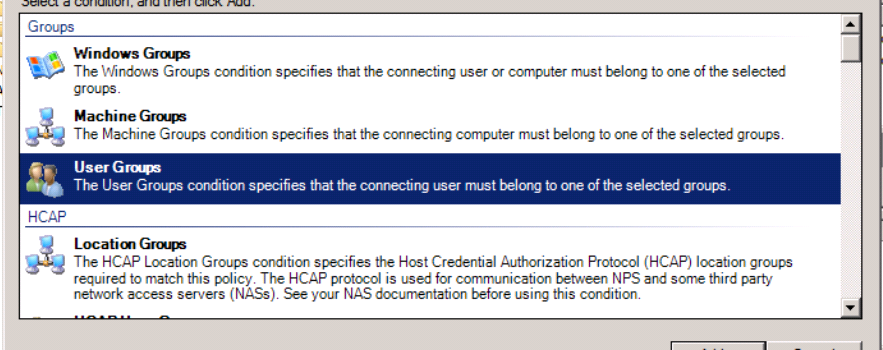 Select a condition, and then click Add.
Groups
Windows Groups
The Windows Groups condition specifies that the connecting user or computer must belong to one of the selected
groups.
Machine Groups
The Machine Groups condition specifies that the connecting computer must belong to one of the selected groups.
User Groups
The User Groups condition specifies that the connecting user must belong to one of the selected groups.
HCAP
Location Groups
The HCAP Location Groups condition specifies the Host Credential Authorization Protocol (HCAP) location groups
required to match this policy. The HCAP protocol is used for communication between NPS and some third party
network access servers (NASs). See your NAS documentation before using this condition.